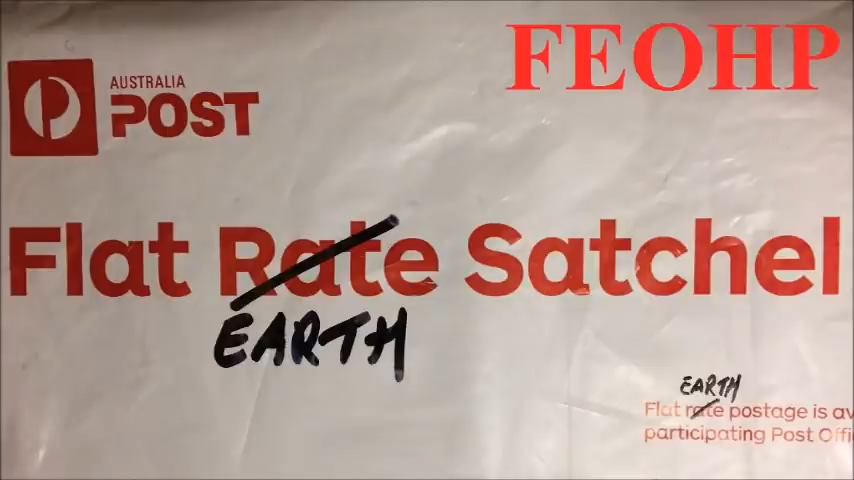 FEOHP
AUSTRALIA
POST
Flat Rate Satchel
EARTH
EARTH
Flat rate postage is av
participating Post Offi